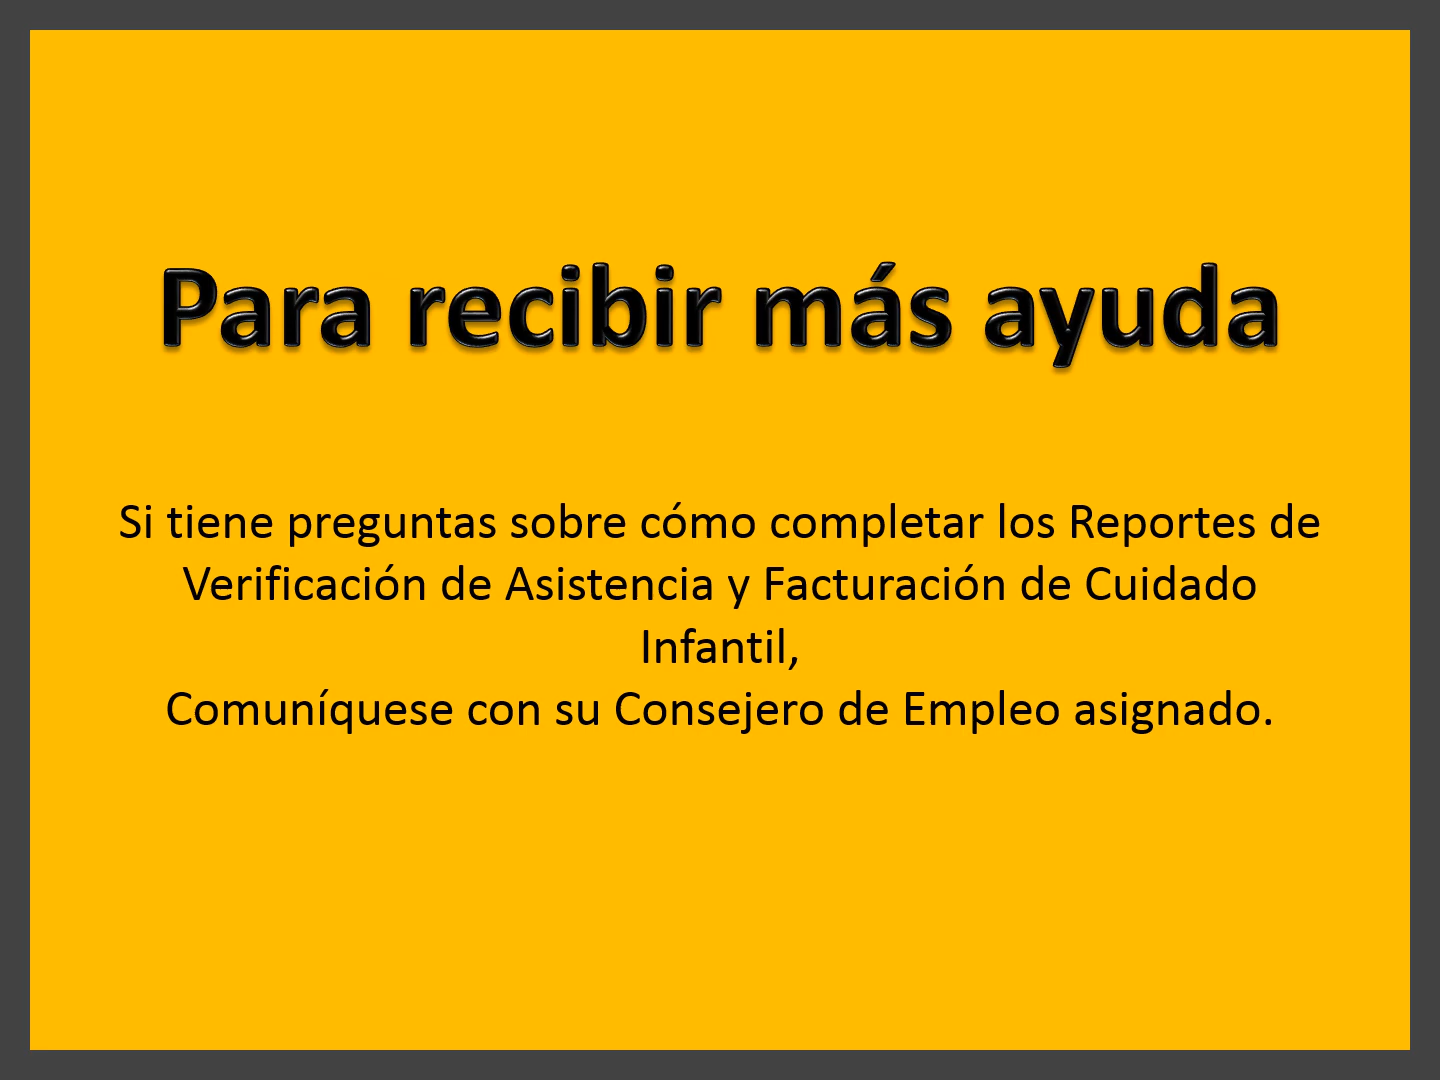 Para recibir más ayuda
Si tiene preguntas sobre cómo completar los Reportes de
Verificación de Asistencia y Facturación de Cuidado
Infantil,
Comuníquese con su Consejero de Empleo asignado.